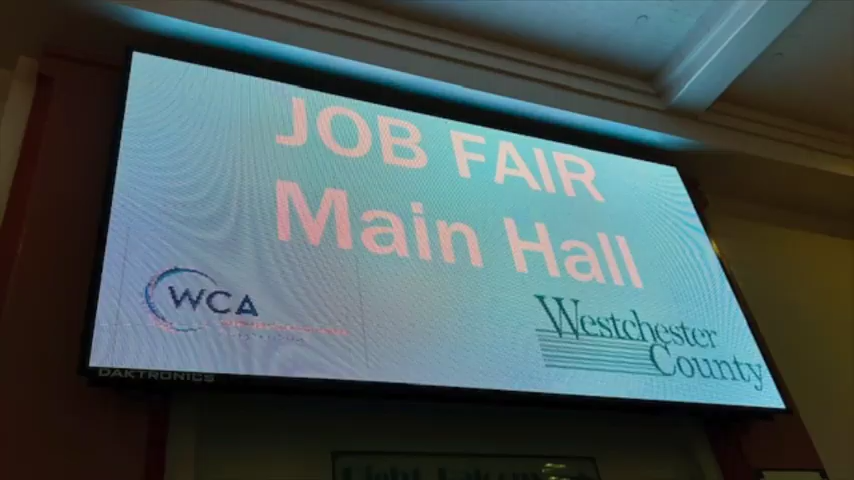 JOB FAIR
Main Hall
WCA
Westchester
County
DAKTRONICS